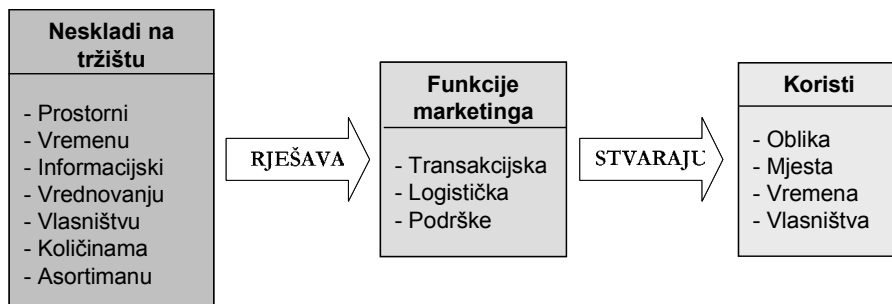 Neskladi na
tržištu
- Prostorni
- Vremenu
- Informacijski
- Vrednovanju
- Vlasništvu
- Količinama
- Asortimanu
RJEŠAVA
Funkcije
marketinga
- Transakcijska
- Logistička
- Podrške
STVARAJU
Koristi
- Oblika
- Mjesta
- Vremena
- Vlasništva